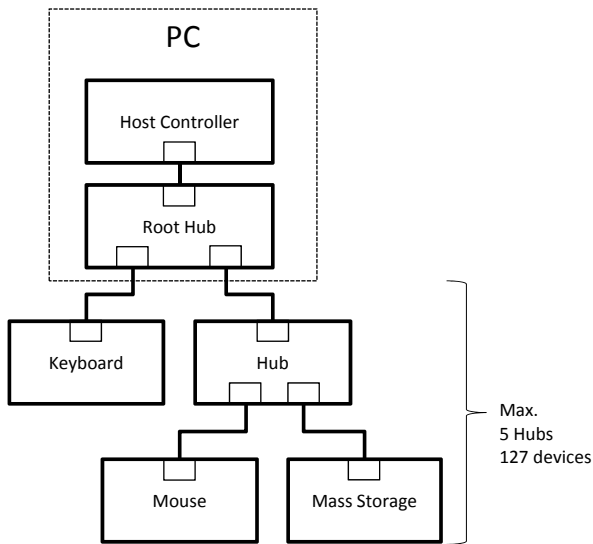 PC
Host Controller
Root Hub
Keyboard
Hub
Max.
5 Hubs
127 devices
Mouse
Mass Storage